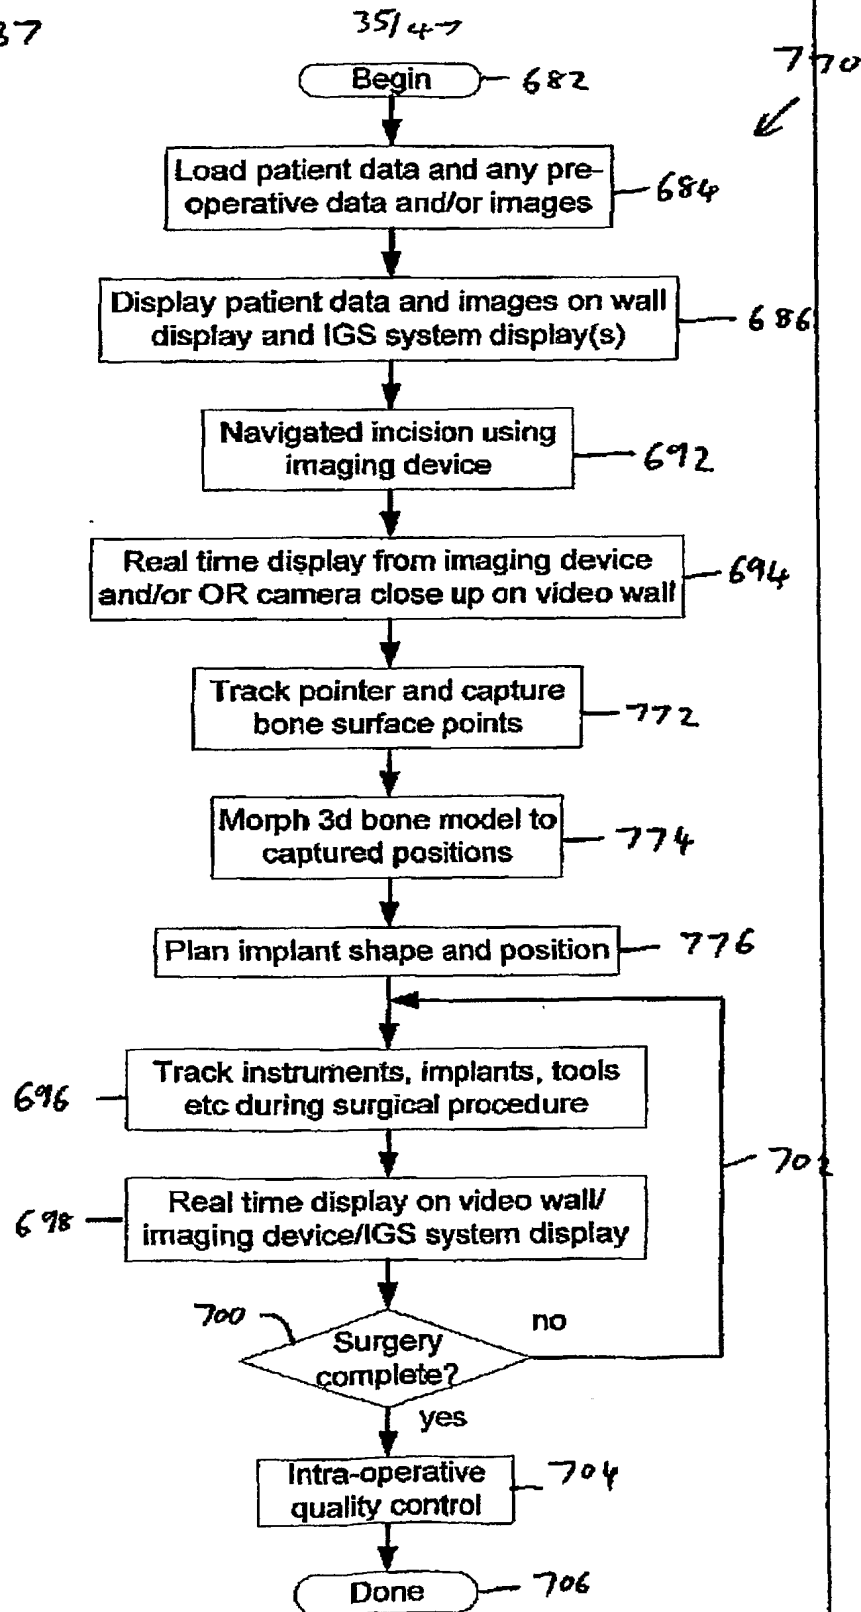 37
35/47
770
Begin
682
Load patient data and any pre-
operative data and/or images
684
Display patient data and images on wall
display and IGS system display(s)
686
Navigated incision using
imaging device
692
Real time display from imaging device
and/or OR camera close up on video wall
694
Track pointer and capture
bone surface points
772
Morph 3d bone model to
captured positions
774
Plan implant shape and position
776
Track instruments, implants, tools
etc during surgical procedure
696
702
Real time display on video wall/
imaging device/IGS system display
698
700
Surgery
complete?
no
yes
Intra-operative
quality control
704
Done
706